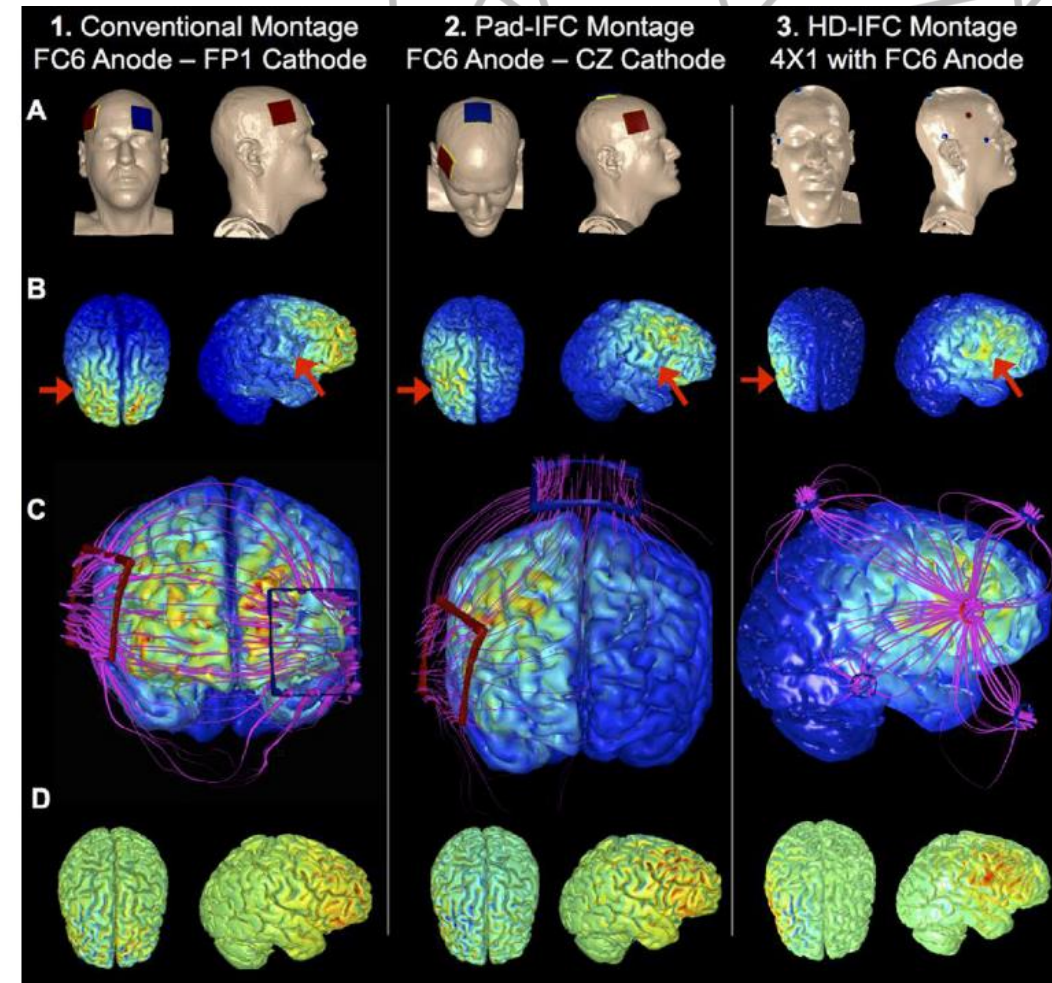 1. Conventional Montage
FC6 Anode – FP1 Cathode
2. Pad-IFC Montage
FC6 Anode – CZ Cathode
3. HD-IFC Montage
4X1 with FC6 Anode
A
B
C
D